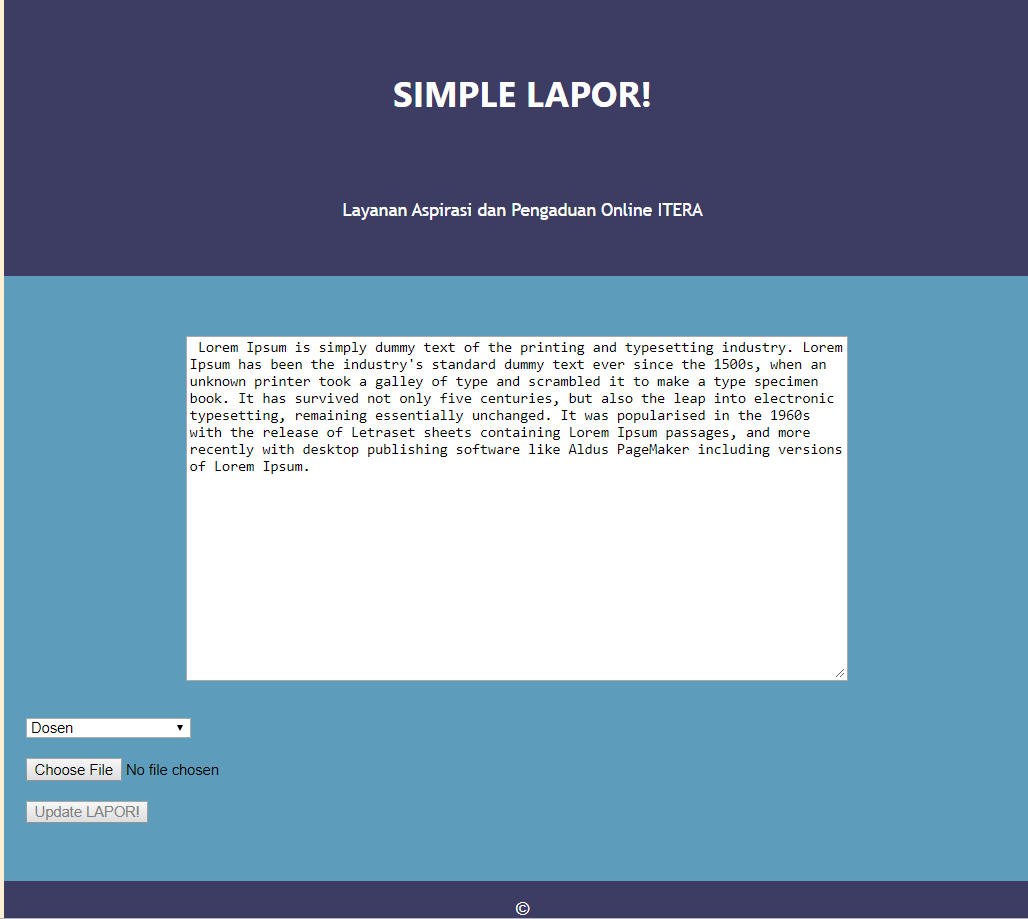 SIMPLE LAPOR!
Layanan Aspirasi dan Pengaduan Online ITERA
Lorem Ipsum is simply dummy text of the printing and typesetting industry. Lorem
Ipsum has been the industry's standard dummy text ever since the 1500s, when an
unknown printer took a galley of type and scrambled it to make a type specimen
book. It has survived not only five centuries, but also the leap into electronic
typesetting, remaining essentially unchanged. It was popularised in the 1960s
with the release of Letraset sheets containing Lorem Ipsum passages, and more
recently with desktop publishing software like Aldus PageMaker including versions
of Lorem Ipsum.
Dosen
Choose File No file chosen
Update LAPOR!
©